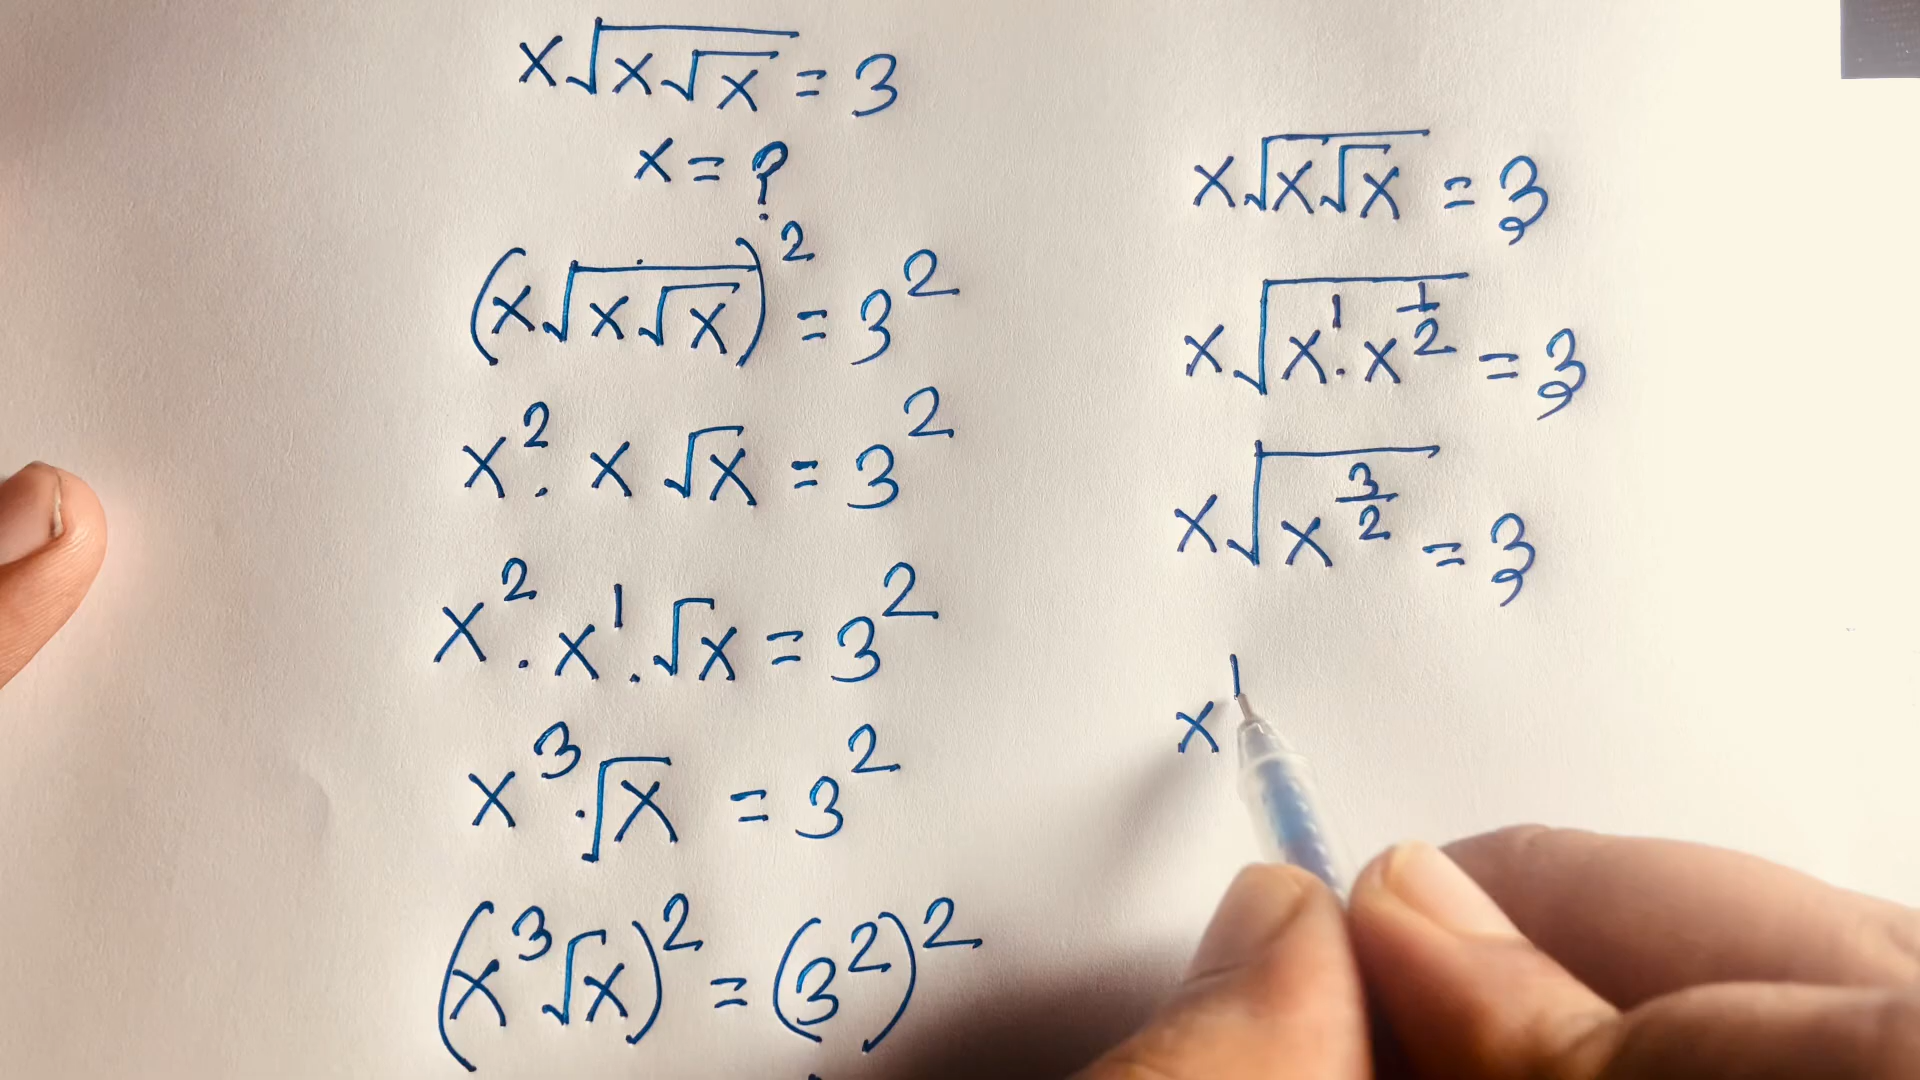 x√(x√x) = 3
x = ?
(x√(x√x))² = 3²
x² . x √x = 3²
x² . x¹ . √x = 3²
x³ . √x = 3²
(x³√x)² = (3²)²
x√(x√x) = 3
x√(x¹ . x^(1/2)) = 3
x√(x^(3/2)) = 3
x¹